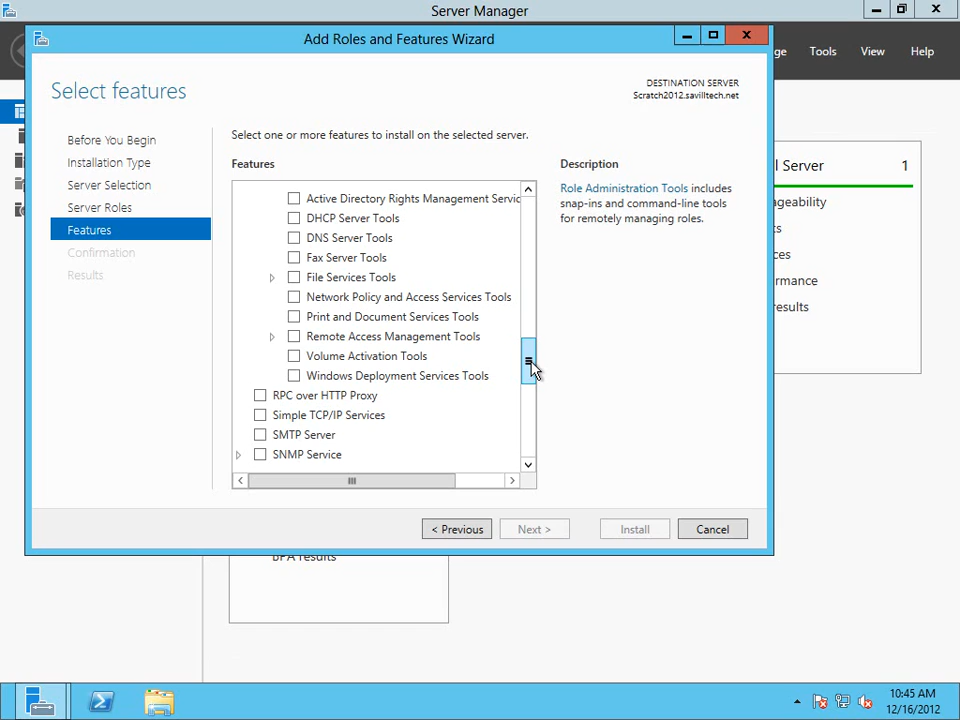 Server Manager
Add Roles and Features Wizard
Tools
View
Help
Select features
DESTINATION SERVER
Scratch2012.savilltech.net
Before You Begin
Installation Type
Server Selection
Server Roles
Features
Confirmation
Results
Select one or more features to install on the selected server.
Features
Active Directory Rights Management Servic
DHCP Server Tools
DNS Server Tools
Fax Server Tools
File Services Tools
Network Policy and Access Services Tools
Print and Document Services Tools
Remote Access Management Tools
Volume Activation Tools
Windows Deployment Services Tools
RPC over HTTP Proxy
Simple TCP/IP Services
SMTP Server
SNMP Service
Description
Role Administration Tools includes
snap-ins and command-line tools
for remotely managing roles.
Server 1
results
< Previous
Next >
Install
Cancel
BPA results
10:45 AM
12/16/2012